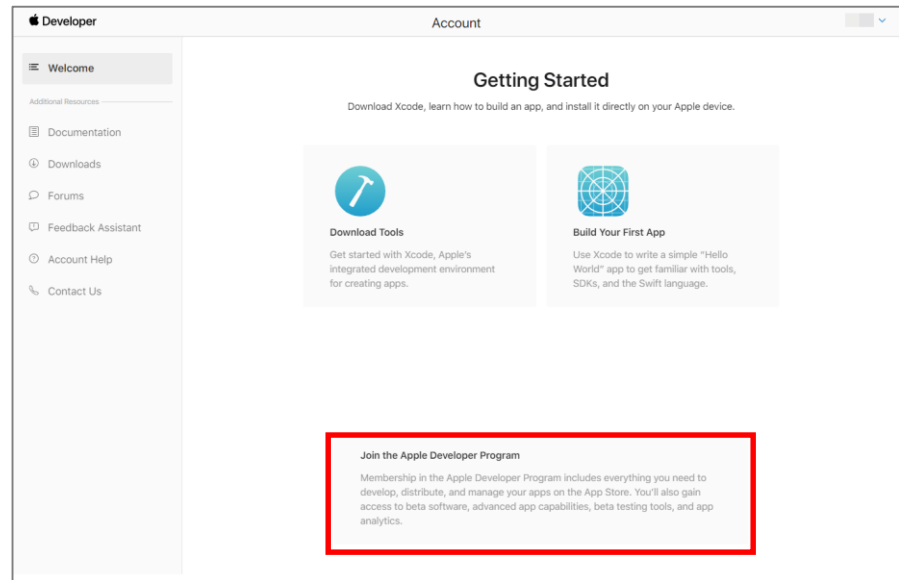 Developer
Account
Welcome
Additional Resources
Documentation
Downloads
Forums
Feedback Assistant
Account Help
Contact Us
Getting Started
Download Xcode, learn how to build an app, and install it directly on your Apple device.
Download Tools
Get started with Xcode, Apple's
integrated development environment
for creating apps.
Build Your First App
Use Xcode to write a simple "Hello
World" app to get familiar with tools,
SDKs, and the Swift language.
Join the Apple Developer Program
Membership in the Apple Developer Program includes everything you need to
develop, distribute, and manage your apps on the App Store. You'll also gain
access to beta software, advanced app capabilities, beta testing tools, and app
analytics.